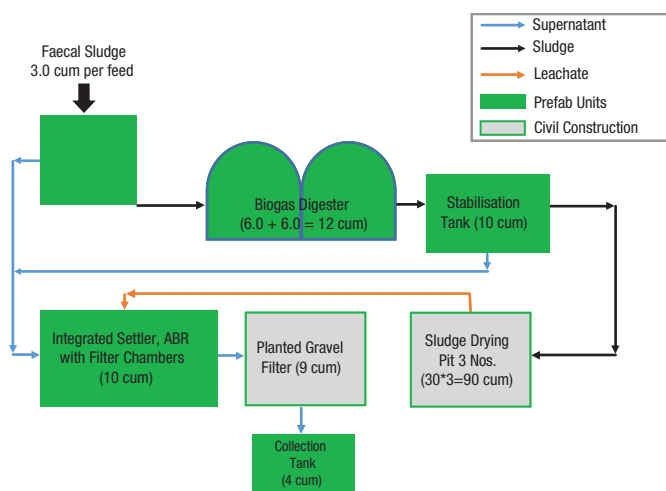 Faecal Sludge
3.0 cum per feed
Supernatant
Sludge
Leachate
Prefab Units
Civil Construction
Biogas Digester
(6.0 + 6.0 = 12 cum)
Stabilisation
Tank (10 cum)
Integrated Settler, ABR
with Filter Chambers
(10 cum)
Planted Gravel
Filter (9 cum)
Sludge Drying
Pit 3 Nos.
(30*3=90 cum)
Collection
Tank
(4 cum)